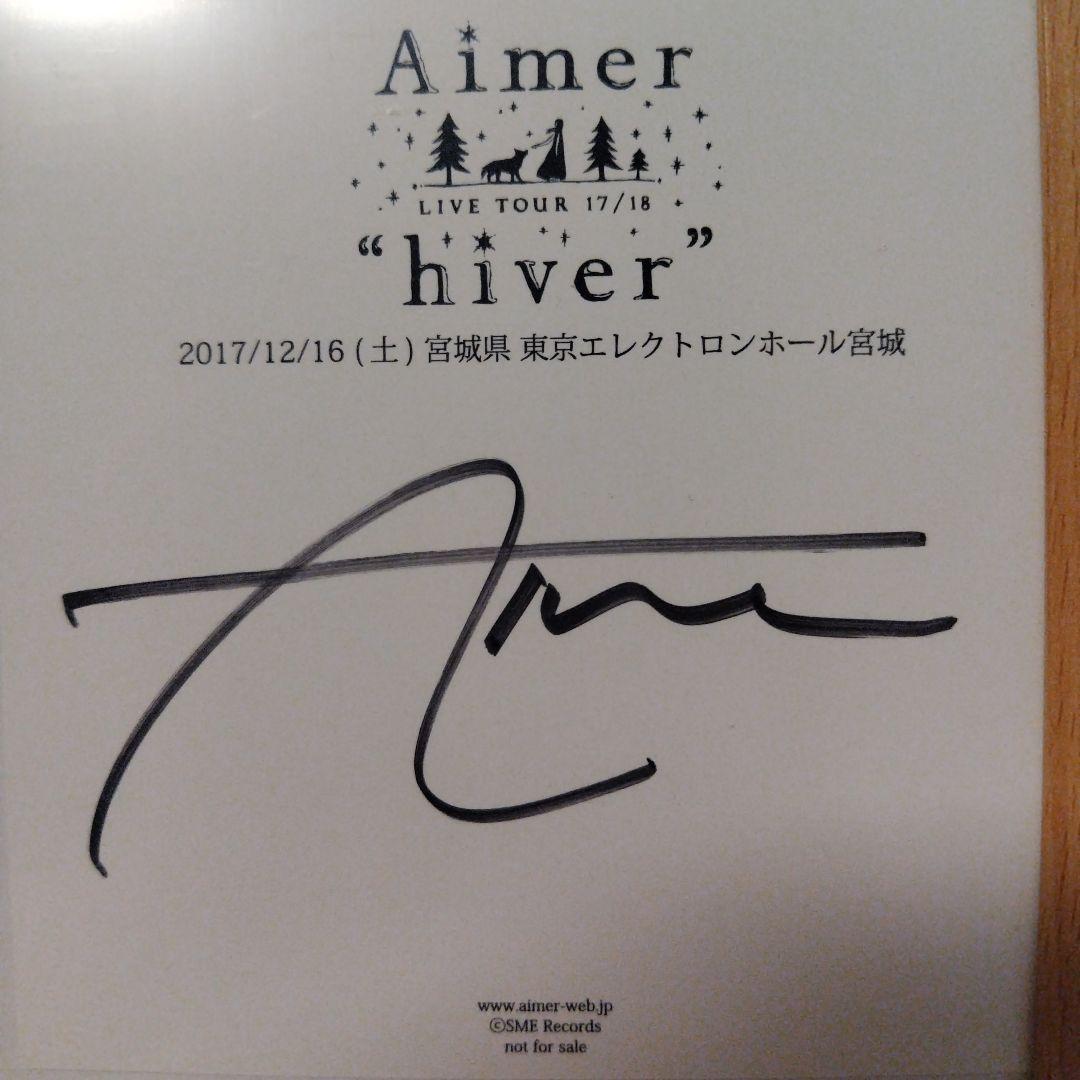 Aimer
LIVE TOUR 17/18
“hiver”
2017/12/16(土) 宮城県 東京エレクトロンホール宮城
Aimer
www.aimer-web.jp
©SME Records
not for sale